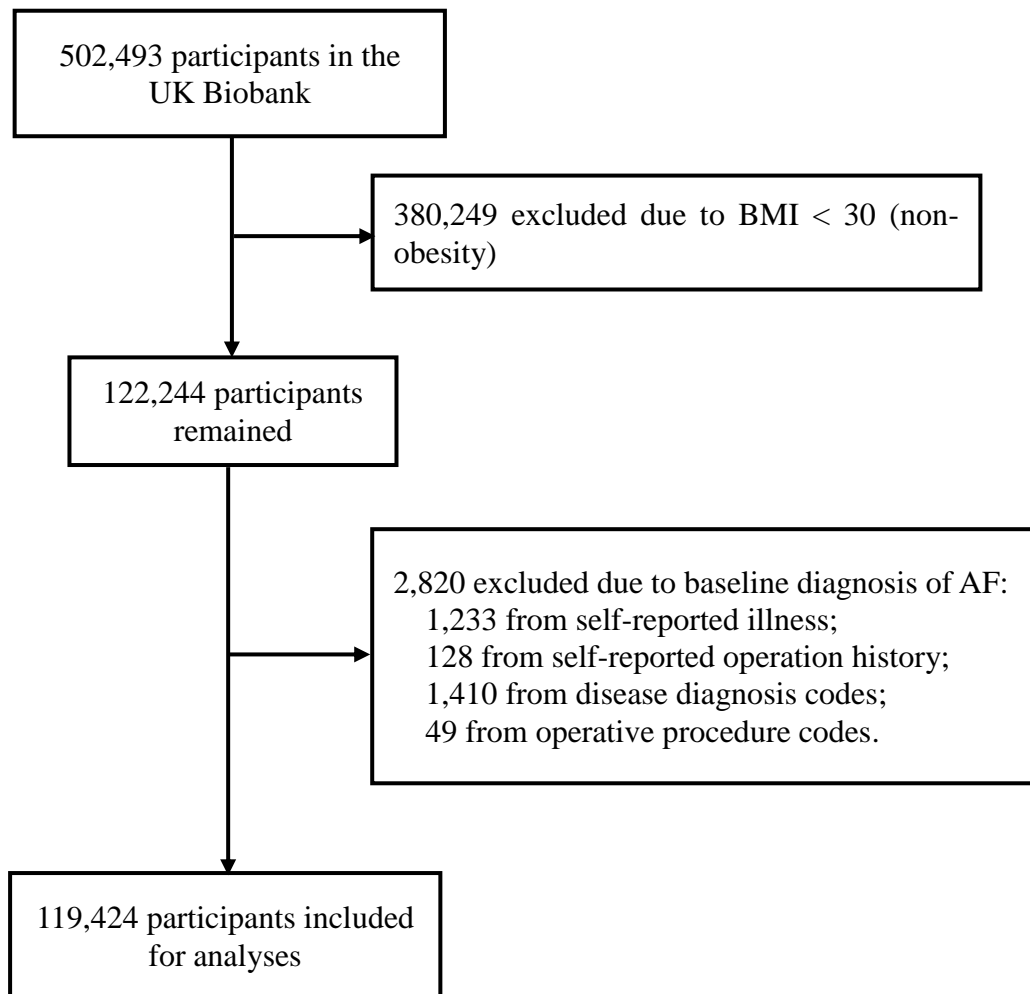 502,493 participants in the
UK Biobank
380,249 excluded due to BMI < 30 (non-
obesity)
122,244 participants
remained
2,820 excluded due to baseline diagnosis of AF:
1,233 from self-reported illness;
128 from self-reported operation history;
1,410 from disease diagnosis codes;
49 from operative procedure codes.
119,424 participants included
for analyses